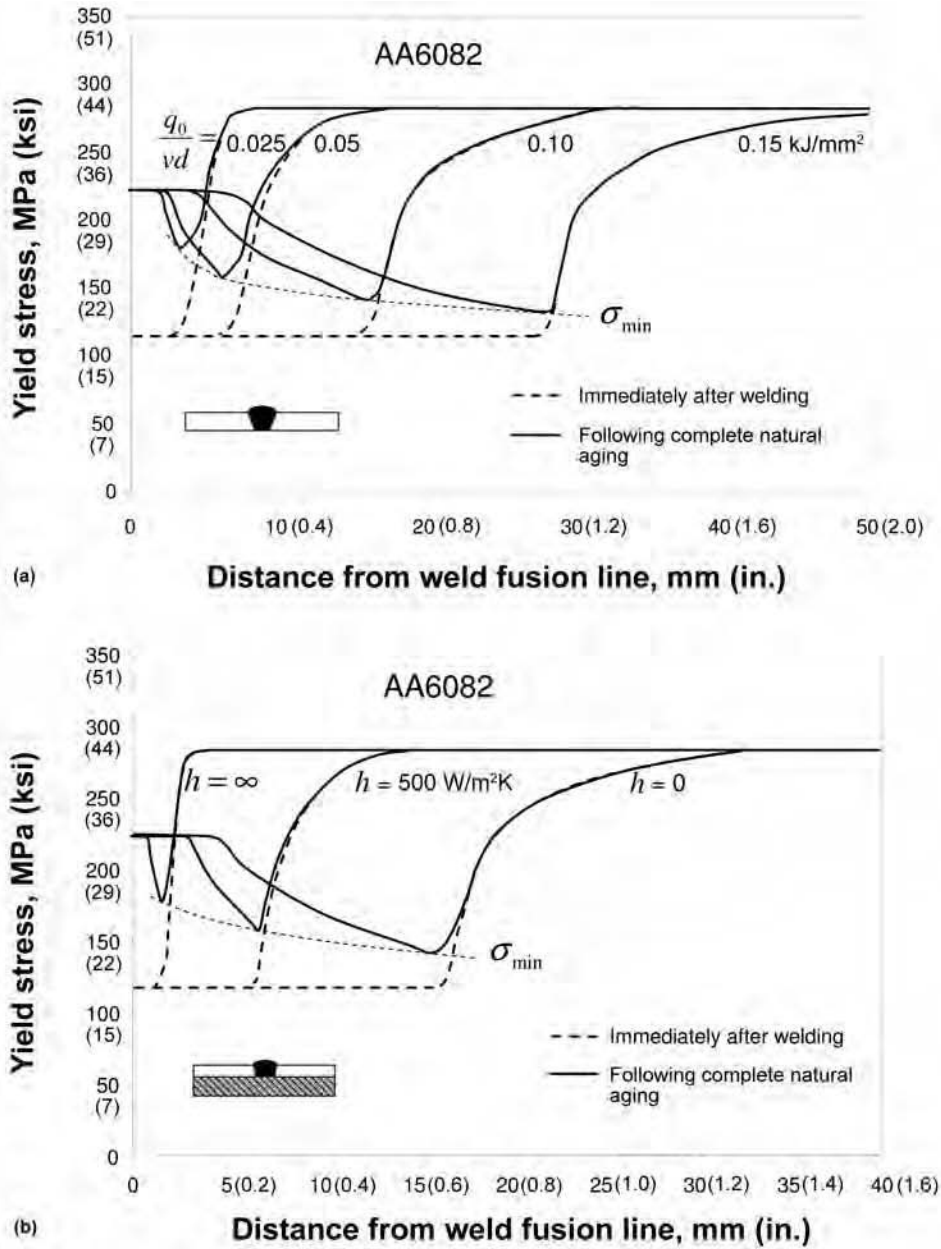 350
(51)
AA6082
300
(44)
q₀
vd
= 0.025 0.05 0.10 0.15 kJ/mm²
250
(36)
200
(29)
150
(22)
σmin
100
(15)
50
(7)
0
Yield stress, MPa (ksi)
Immediately after welding
Following complete natural
aging
0 10(0.4) 20(0.8) 30(1.2) 40(1.6) 50(2.0)
(a)
Distance from weld fusion line, mm (in.)
350
(51)
AA6082
300
(44)
h = ∞ h = 500 W/m²K h = 0
250
(36)
200
(29)
150
(22)
σmin
100
(15)
50
(7)
0
Yield stress, MPa (ksi)
Immediately after welding
Following complete natural
aging
0 5(0.2) 10(0.4) 15(0.6) 20(0.8) 25(1.0) 30(1.2) 35(1.4) 40(1.6)
(b)
Distance from weld fusion line, mm (in.)